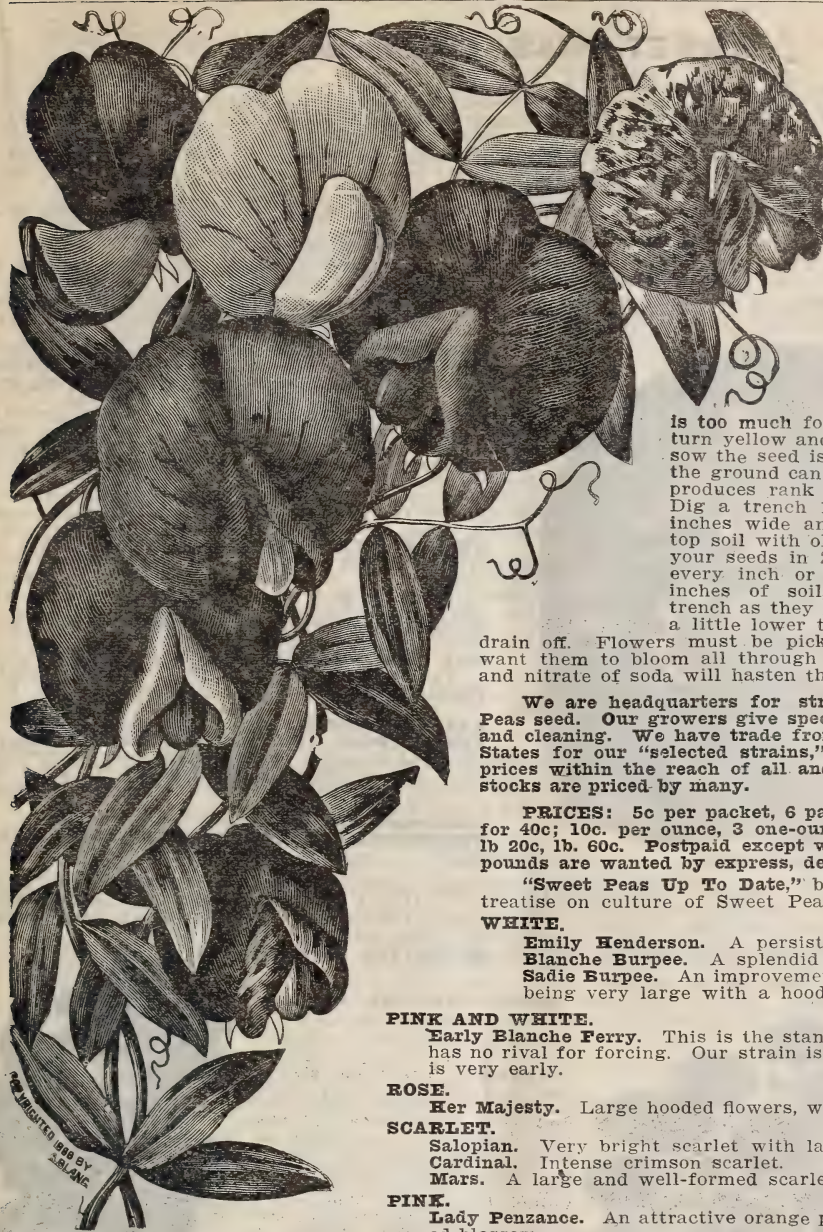 is too much fo
turn yellow and
sow the seed is
the ground can
produces rank
Dig a trench
inches wide an
top soil with ol
your seeds in
every inch or
inches of soil
trench as they
a little lower t
drain off. Flowers must be pick
want them to bloom all through
and nitrate of soda will hasten th
We are headquarters for str
Peas seed. Our growers give spec
and cleaning. We have trade fro
States for our "selected strains,"
prices within the reach of all and
stocks are priced by many.
PRICES: 5c per packet, 6 pa
for 40c; 10c. per ounce, 3 one-oun
lb 20c, lb. 60c. Postpaid except w
pounds are wanted by express, de
"Sweet Peas Up To Date," b
treatise on culture of Sweet Pea
WHITE.
Emily Henderson. A persist
Blanche Burpee. A splendid
Sadie Burpee. An improveme
being very large with a hood
PINK AND WHITE.
Early Blanche Ferry. This is the stan
has no rival for forcing. Our strain is
is very early.
ROSE.
Her Majesty. Large hooded flowers, w
SCARLET.
Salopian. Very bright scarlet with la
Cardinal. Intense crimson scarlet.
Mars. A large and well-formed scarle
PINK.
Lady Penzance. An attractive orange
COPYRIGHTED 1888 BY
A. BLANC